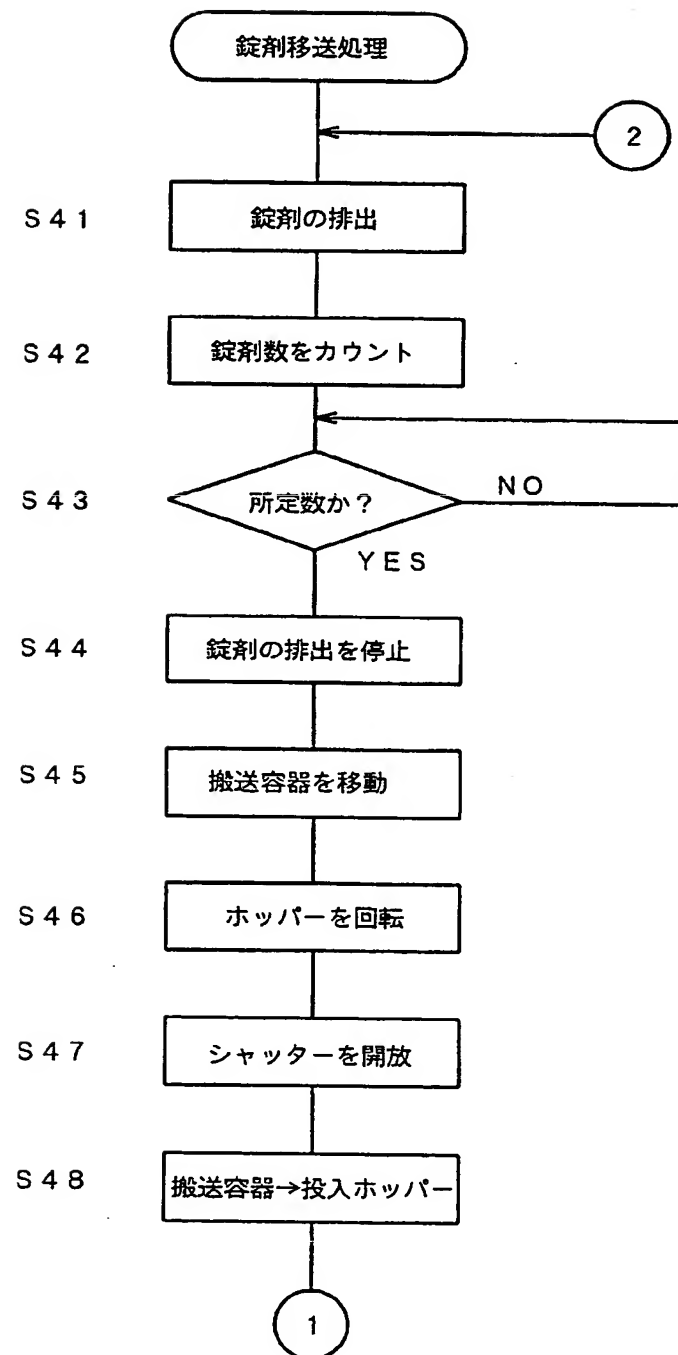 錠剤移送処理
2
S41 錠剤の排出
S42 錠剤数をカウント
S43 所定数か？ NO
YES
S44 錠剤の排出を停止
S45 搬送容器を移動
S46 ホッパーを回転
S47 シャッターを開放
S48 搬送容器→投入ホッパー
1